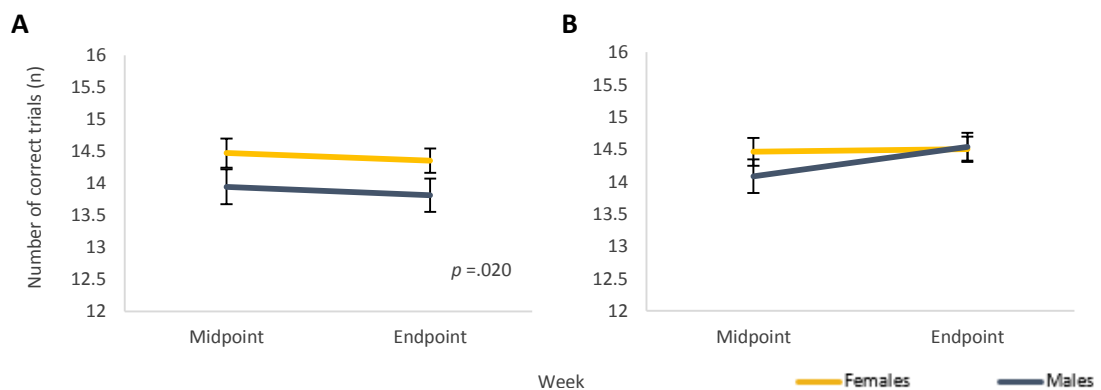 A
B
Number of correct trials (n)
16
15.5
15
14.5
14
13.5
13
12.5
12
p =.020
Midpoint
Endpoint
16
15.5
15
14.5
14
13.5
13
12.5
12
Midpoint
Endpoint
Week
Females
Males